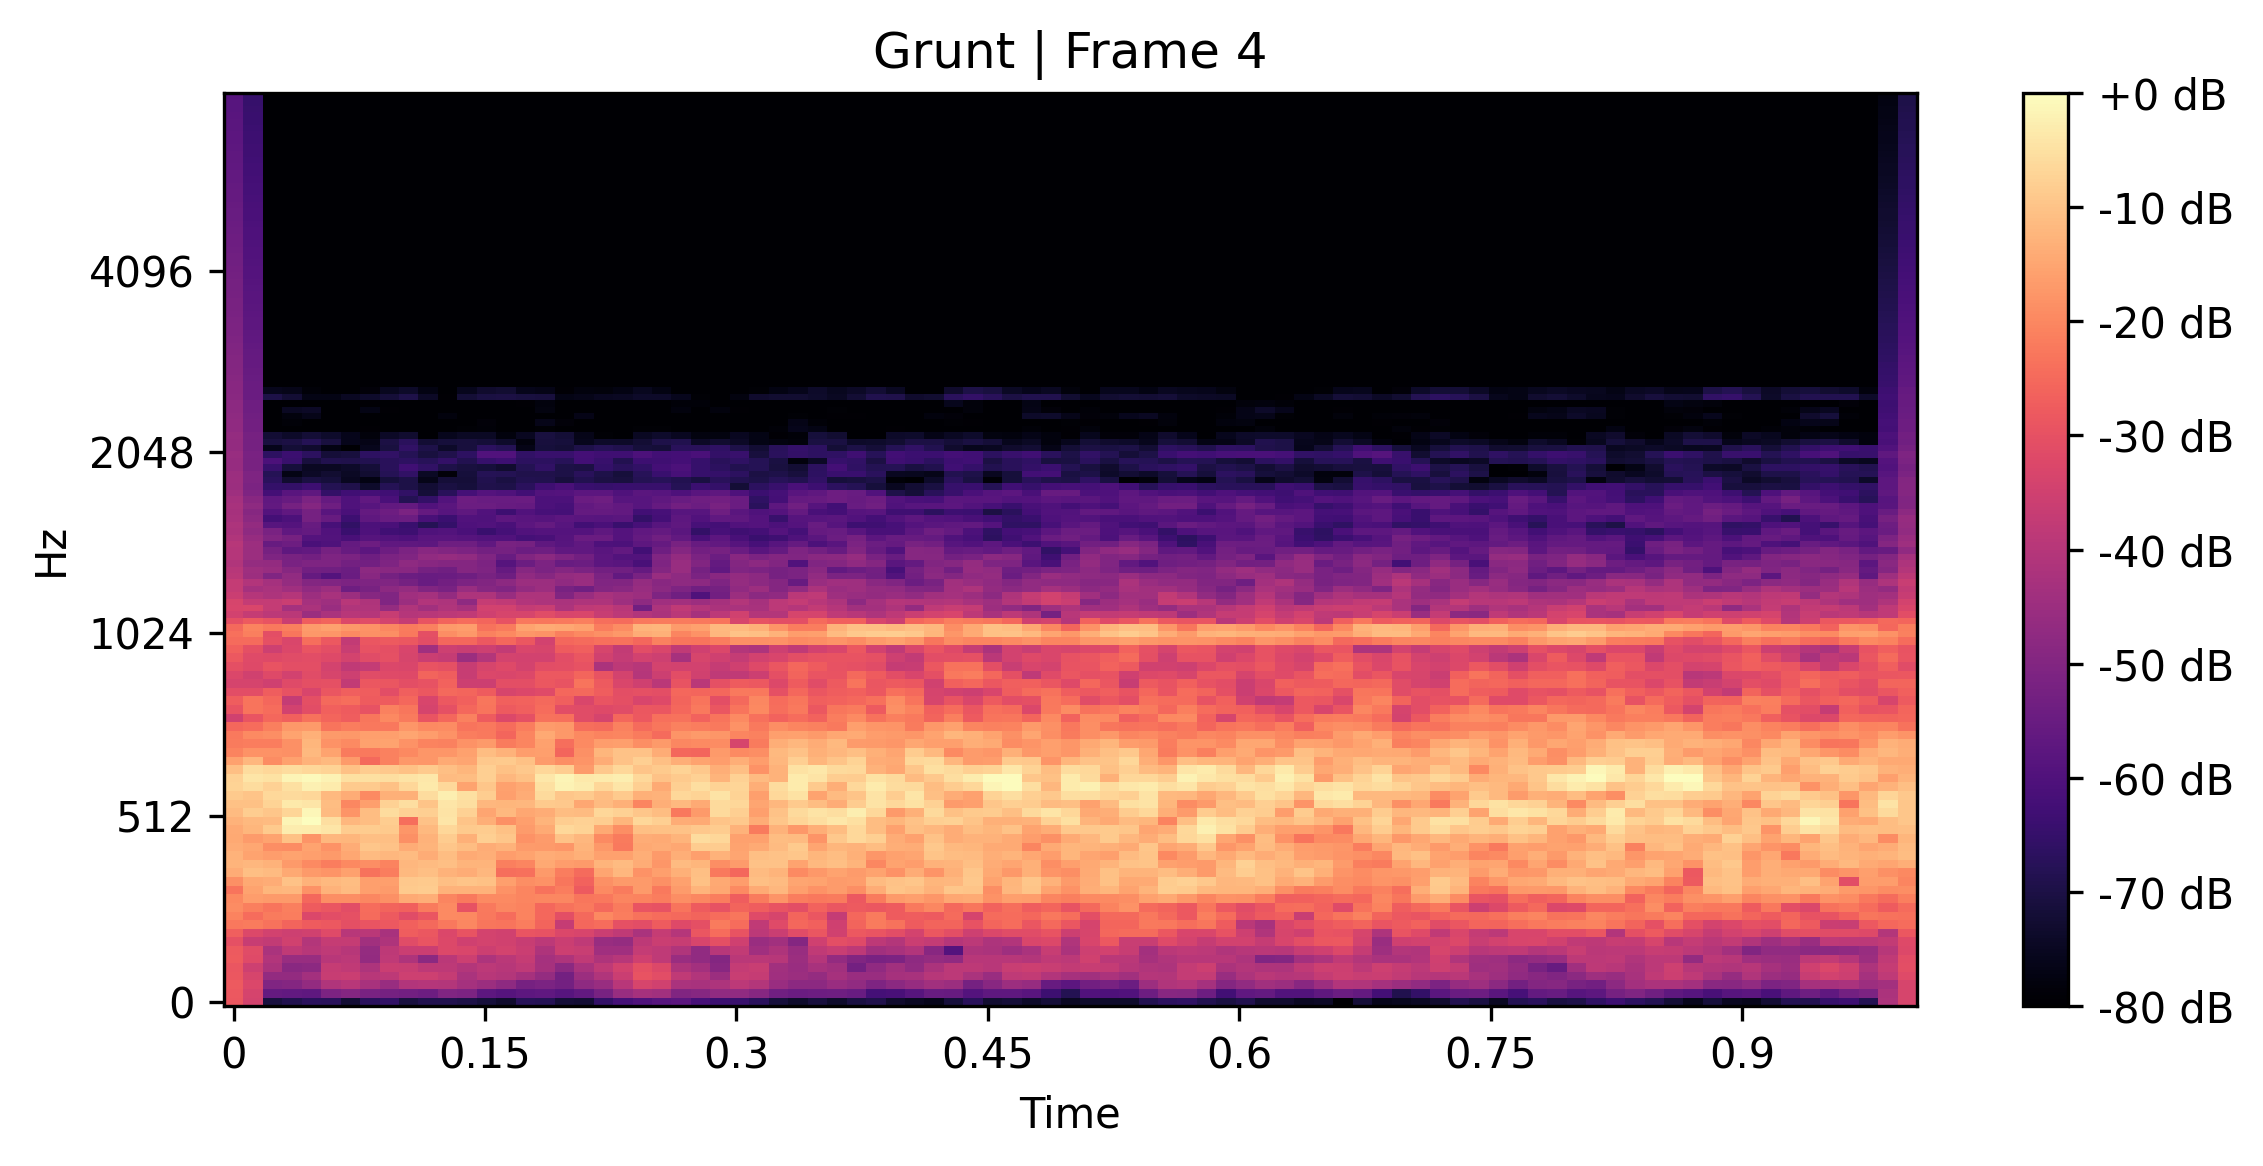 Grunt | Frame 4
+0 dB
-10 dB
-20 dB
-30 dB
-40 dB
-50 dB
-60 dB
-70 dB
-80 dB
4096
2048
1024
512
0
Hz
0 0.15 0.3 0.45 0.6 0.75 0.9
Time